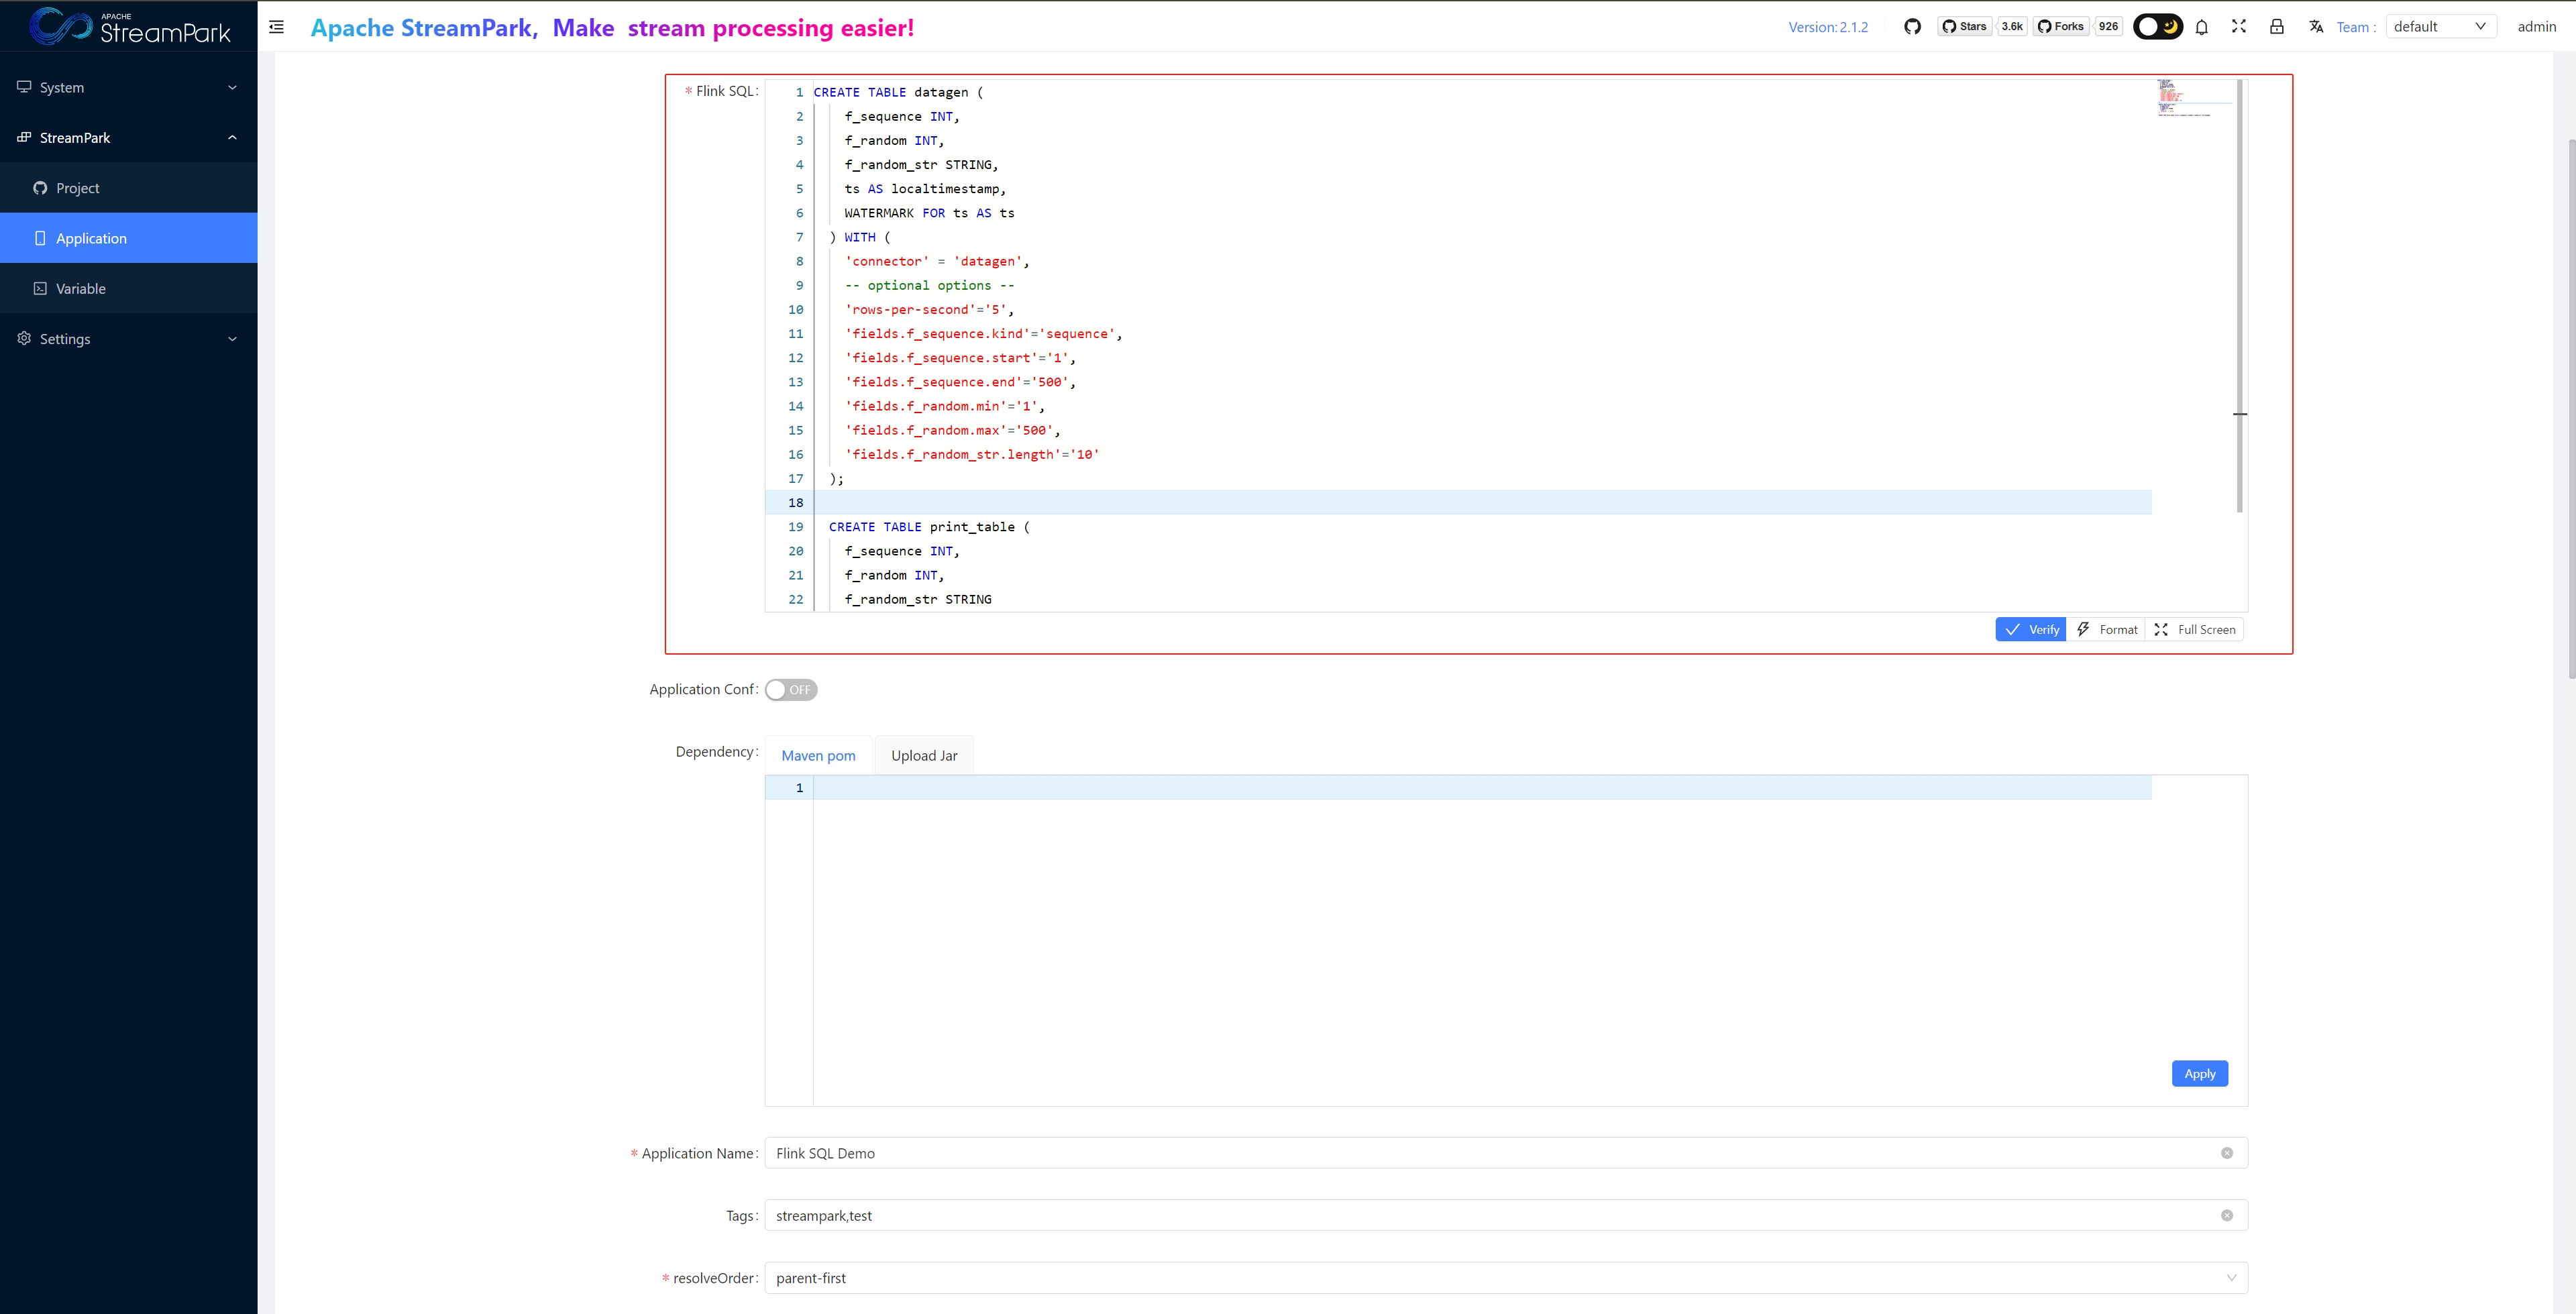 APACHE
StreamPark
Apache StreamPark, Make stream processing easier!
Version: 2.1.2
Stars 3.6k Forks 926
Team : default
admin
System
StreamPark
Project
Application
Variable
Settings
* Flink SQL:
1 CREATE TABLE datagen (
2 f_sequence INT,
3 f_random INT,
4 f_random_str STRING,
5 ts AS localtimestamp,
6 WATERMARK FOR ts AS ts
7 ) WITH (
8 'connector' = 'datagen',
9 -- optional options --
10 'rows-per-second'='5',
11 'fields.f_sequence.kind'='sequence',
12 'fields.f_sequence.start'='1',
13 'fields.f_sequence.end'='500',
14 'fields.f_random.min'='1',
15 'fields.f_random.max'='500',
16 'fields.f_random_str.length'='10'
17 );
18
19 CREATE TABLE print_table (
20 f_sequence INT,
21 f_random INT,
22 f_random_str STRING
Verify Format Full Screen
Application Conf: OFF
Dependency: Maven pom Upload Jar
1
Apply
* Application Name: Flink SQL Demo
Tags: streampark,test
* resolveOrder: parent-first